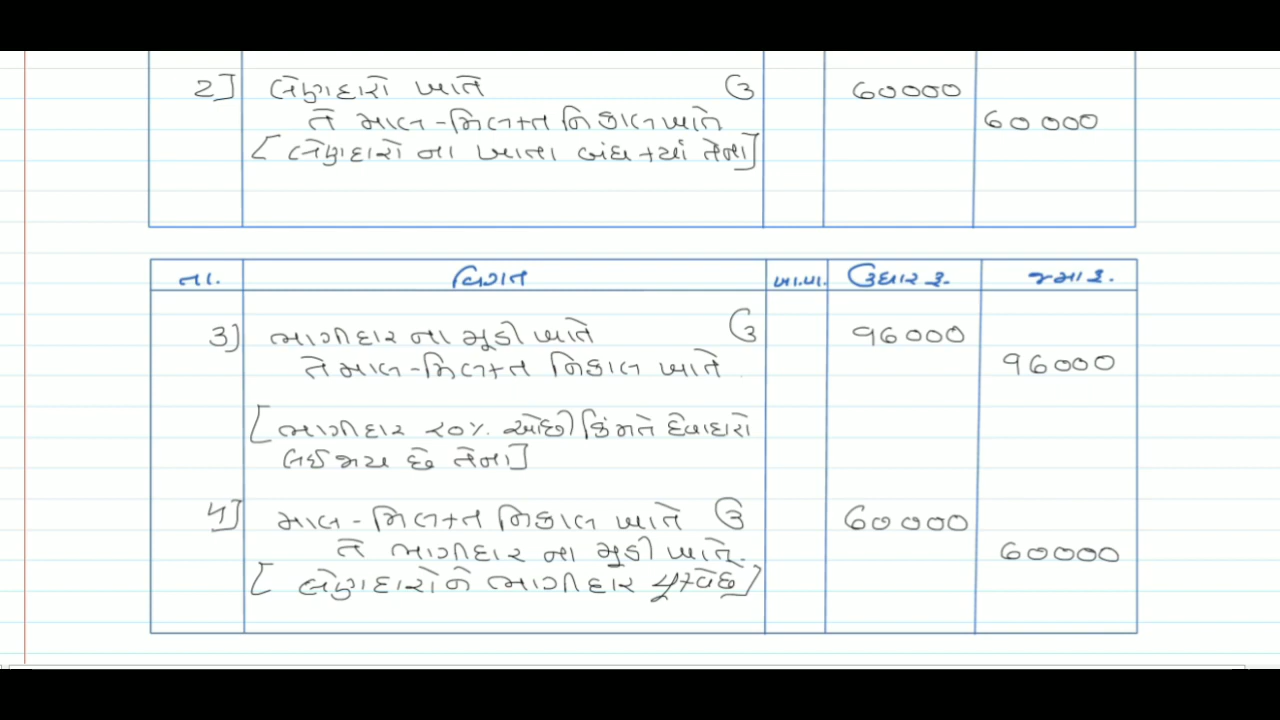 2] લેણદારો ખાતે ઉ 60000
તે માલ-મિલકત નિકાલ ખાતે 60000
[લેણદારો ના ખાતા બંધ કર્યા તેના]
તા. વિગત ખા.પા. ઉધાર રૂ. જમા રૂ.
3] ભાગીદાર ના મૂડી ખાતે ઉ 96000
તે માલ-મિલકત નિકાલ ખાતે 96000
[ભાગીદાર ૨૦% ઓછી કિંમતે દેવાદારો
લઈ જાય છે તેના]
4] માલ-મિલકત નિકાલ ખાતે ઉ 60000
તે ભાગીદાર ના મૂડી ખાતે. 60000
[લેણદારોને ભાગીદાર ચૂકવેછે]